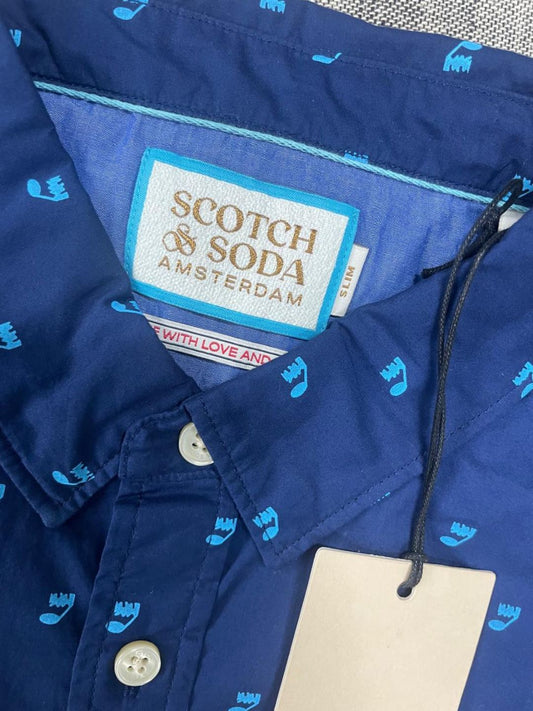 SCOTCH
& SODA
AMSTERDAM
SLIM
WITH LOVE AND